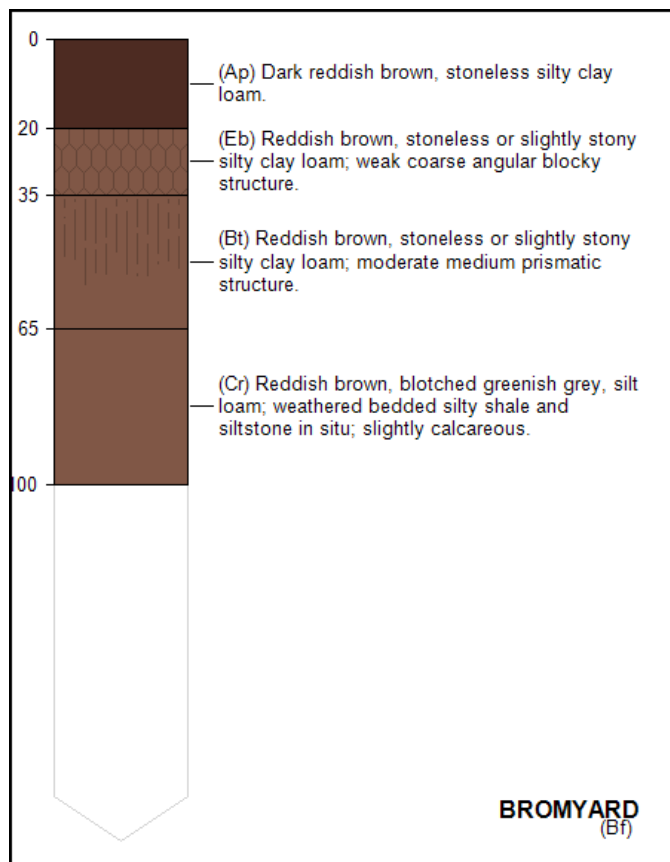 0
(Ap) Dark reddish brown, stoneless silty clay
loam.
20
(Eb) Reddish brown, stoneless or slightly stony
silty clay loam; weak coarse angular blocky
structure.
35
(Bt) Reddish brown, stoneless or slightly stony
silty clay loam; moderate medium prismatic
structure.
65
(Cr) Reddish brown, blotched greenish grey, silt
loam; weathered bedded silty shale and
siltstone in situ; slightly calcareous.
100
BROMYARD
(Bf)